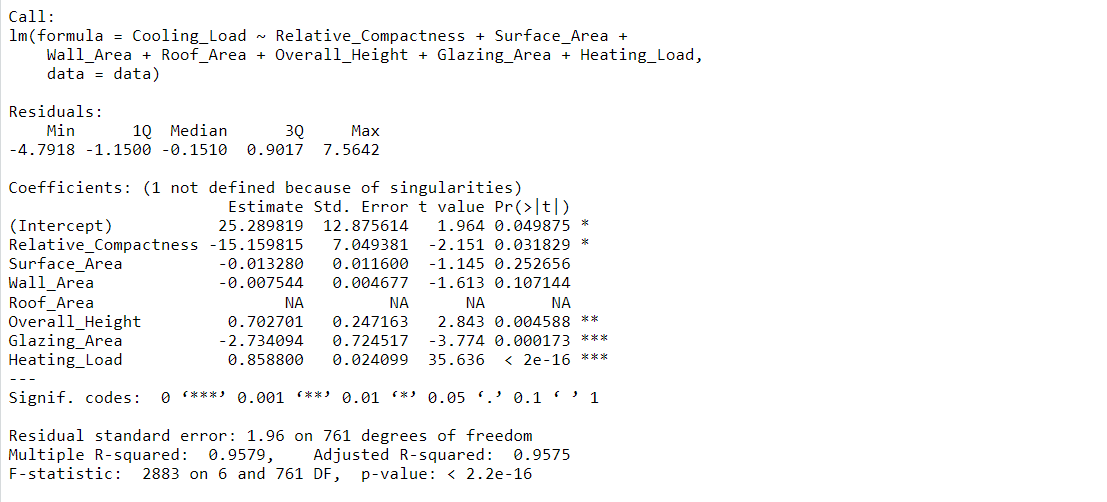 Call:
lm(formula = Cooling_Load ~ Relative_Compactness + Surface_Area +
    Wall_Area + Roof_Area + Overall_Height + Glazing_Area + Heating_Load,
    data = data)

Residuals:
    Min      1Q  Median      3Q     Max
-4.7918 -1.1500 -0.1510  0.9017  7.5642

Coefficients: (1 not defined because of singularities)
                       Estimate Std. Error t value Pr(>|t|)
(Intercept)           25.289819  12.875614   1.964 0.049875 *
Relative_Compactness -15.159815   7.049381  -2.151 0.031829 *
Surface_Area          -0.013280   0.011600  -1.145 0.252656
Wall_Area             -0.007544   0.004677  -1.613 0.107144
Roof_Area                    NA         NA      NA       NA
Overall_Height         0.702701   0.247163   2.843 0.004588 **
Glazing_Area          -2.734094   0.724517  -3.774 0.000173 ***
Heating_Load           0.858800   0.024099  35.636  < 2e-16 ***
---
Signif. codes:  0 ‘***’ 0.001 ‘**’ 0.01 ‘*’ 0.05 ‘.’ 0.1 ‘ ’ 1

Residual standard error: 1.96 on 761 degrees of freedom
Multiple R-squared:  0.9579,    Adjusted R-squared:  0.9575
F-statistic:  2883 on 6 and 761 DF,  p-value: < 2.2e-16